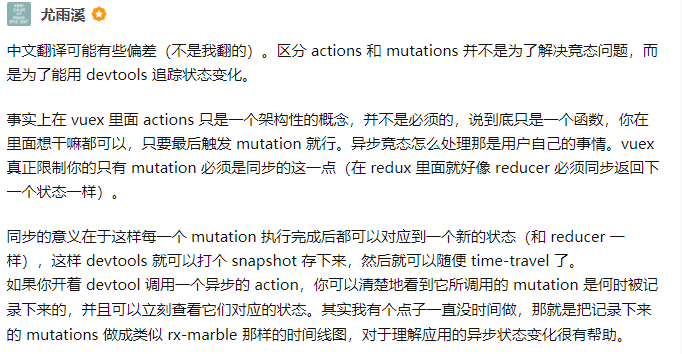 尤雨溪
中文翻译可能有些偏差（不是我翻的）。区分 actions 和 mutations 并不是为了解决竞态问题，而
是为了能用 devtools 追踪状态变化。
事实上在 vuex 里面 actions 只是一个架构性的概念，并不是必须的，说到底只是一个函数，你在
里面想干嘛都可以，只要最后触发 mutation 就行。异步竞态怎么处理那是用户自己的事情。vuex
真正限制你的只有 mutation 必须是同步的这一点（在 redux 里面就好像 reducer 必须同步返回下
一个状态一样）。
同步的意义在于这样每一个 mutation 执行完成后都可以对应到一个新的状态（和 reducer 一
样），这样 devtools 就可以打个 snapshot 存下来，然后就可以随便 time-travel 了。
如果你开着 devtool 调用一个异步的 action，你可以清楚地看到它所调用的 mutation 是何时被记
录下来的，并且可以立刻查看它们对应的状态。其实我有个点子一直没时间做，那就是把记录下来
的 mutations 做成类似 rx-marble 那样的时间线图，对于理解应用的异步状态变化很有帮助。